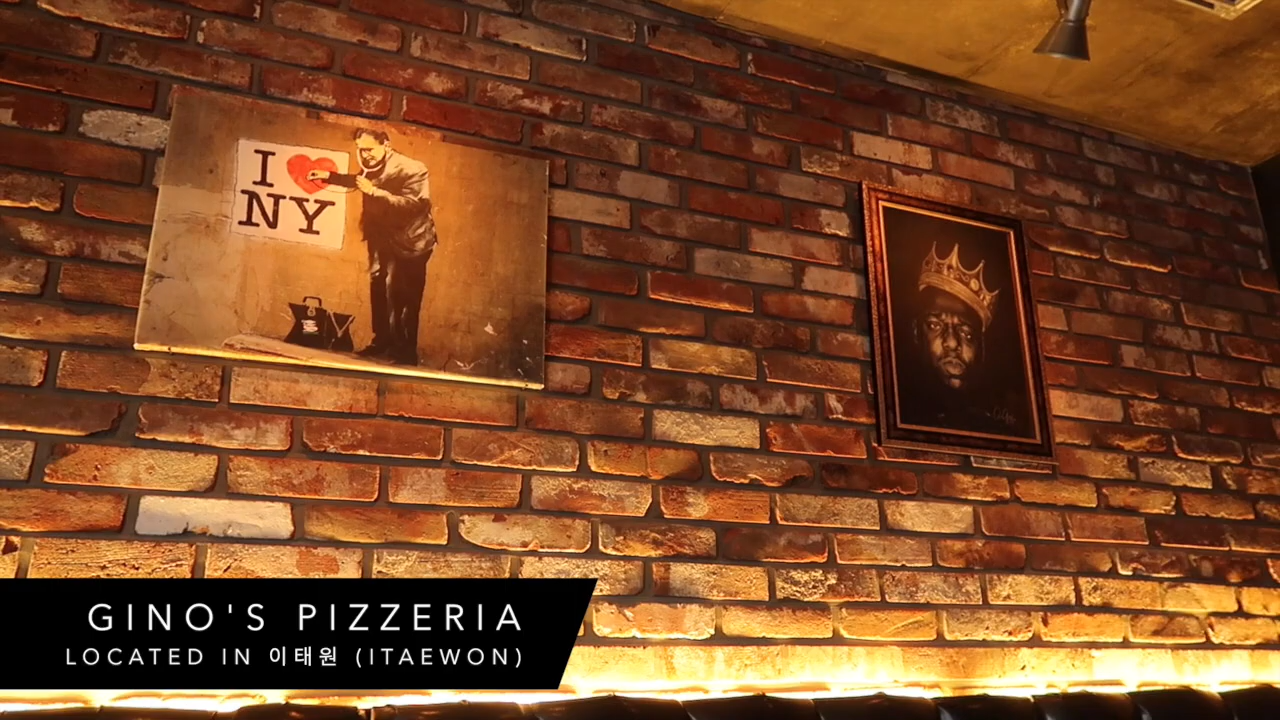 I ❤ NY
GINO'S PIZZERIA
LOCATED IN 이태원 (ITAEWON)